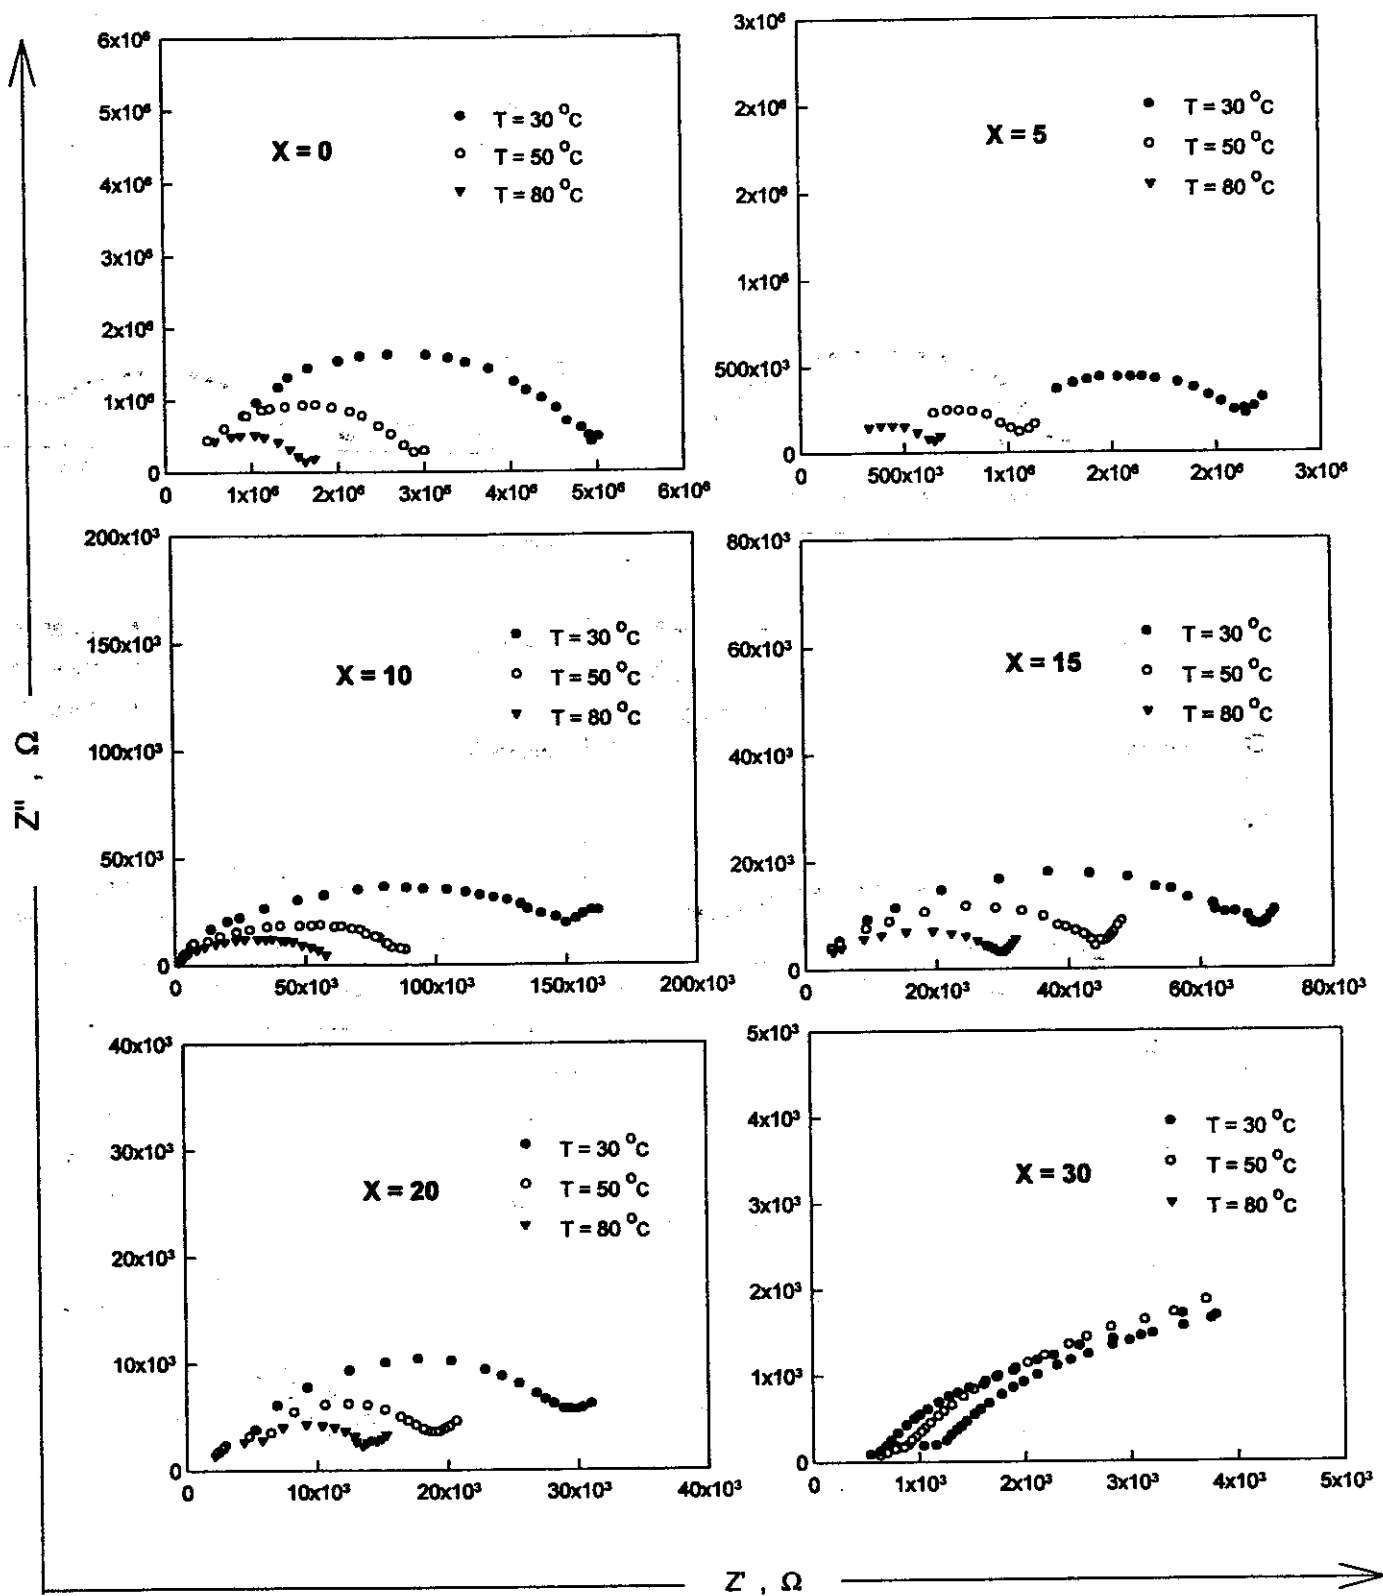 6x10⁶
5x10⁶
4x10⁶
3x10⁶
2x10⁶
1x10⁶
0
X = 0
T = 30 °C
T = 50 °C
T = 80 °C
0 1x10⁶ 2x10⁶ 3x10⁶ 4x10⁶ 5x10⁶ 6x10⁶
3x10⁶
2x10⁶
2x10⁶
1x10⁶
500x10³
0
X = 5
T = 30 °C
T = 50 °C
T = 80 °C
0 500x10³ 1x10⁶ 2x10⁶ 2x10⁶ 3x10⁶
200x10³
150x10³
100x10³
50x10³
0
X = 10
T = 30 °C
T = 50 °C
T = 80 °C
0 50x10³ 100x10³ 150x10³ 200x10³
80x10³
60x10³
40x10³
20x10³
0
X = 15
T = 30 °C
T = 50 °C
T = 80 °C
0 20x10³ 40x10³ 60x10³ 80x10³
40x10³
30x10³
20x10³
10x10³
0
X = 20
T = 30 °C
T = 50 °C
T = 80 °C
0 10x10³ 20x10³ 30x10³ 40x10³
5x10³
4x10³
3x10³
2x10³
1x10³
0
X = 30
T = 30 °C
T = 50 °C
T = 80 °C
0 1x10³ 2x10³ 3x10³ 4x10³ 5x10³
Z'' , Ω
Z' , Ω